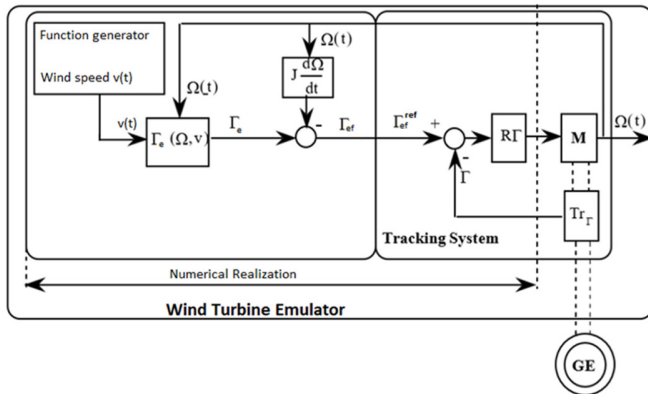 Function generator
Wind speed v(t)
Ω(t)
Ω(t)
J dΩ/dt
v(t)
Γe (Ω, v)
Γe
-
Γef
Γef^ref
+
-
Γ
RΓ
M
Ω(t)
TrΓ
Tracking System
Numerical Realization
Wind Turbine Emulator
GE